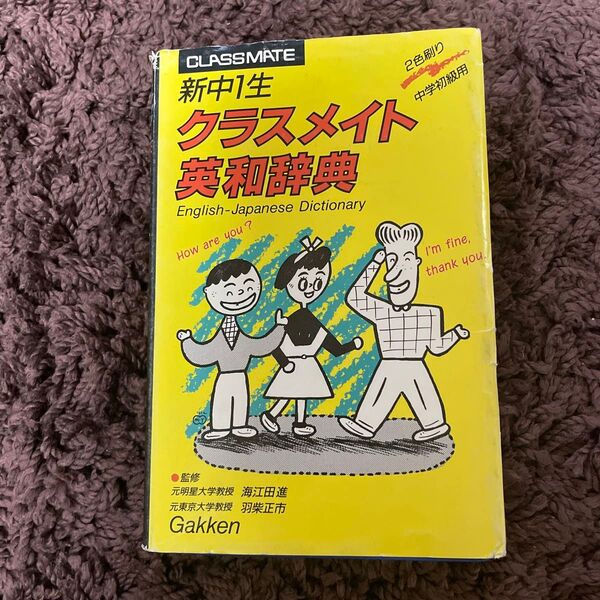 CLASSMATE
2色刷り
中学初級用
新中1生
クラスメイト
英和辞典
English-Japanese Dictionary
How are you?
I'm fine,
thank you.
●監修
元明星大学教授 海江田進
元東京大学教授 羽柴正市
Gakken